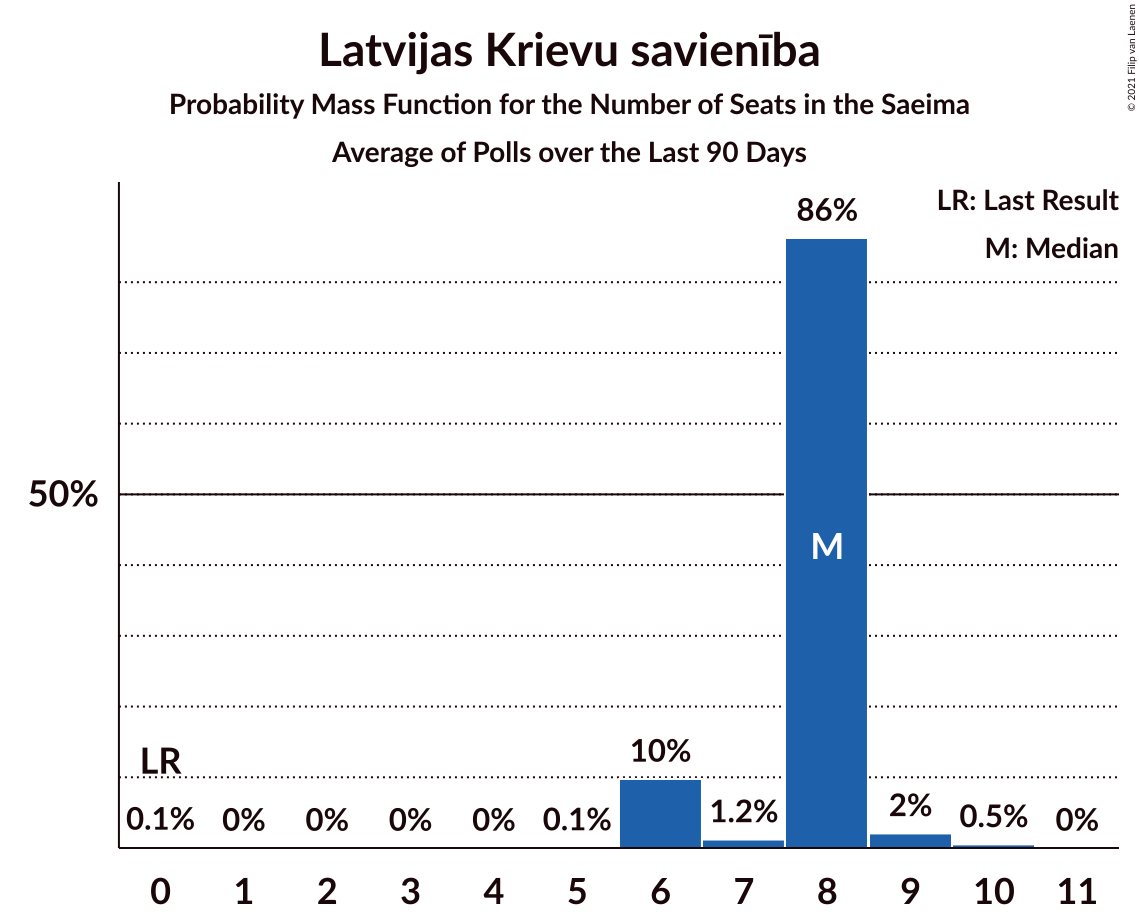 Latvijas Krievu savienība
Probability Mass Function for the Number of Seats in the Saeima
Average of Polls over the Last 90 Days
© 2021 Filip van Laenen
LR: Last Result
M: Median
86%
50%
M
LR
10%
0.1% 0% 0% 0% 0% 0.1% 1.2% 2% 0.5% 0%
0 1 2 3 4 5 6 7 8 9 10 11